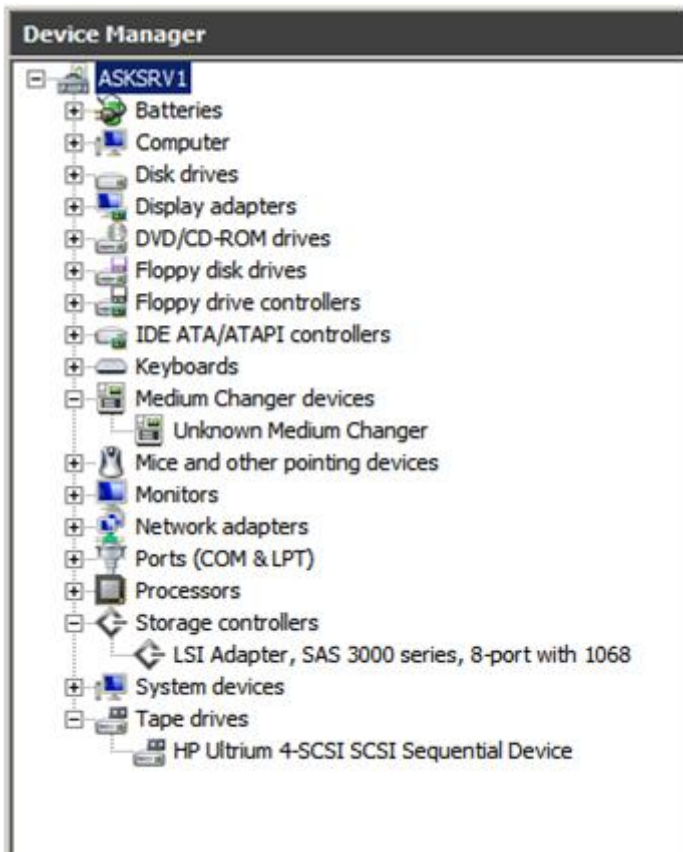 Device Manager
ASKSRV1
Batteries
Computer
Disk drives
Display adapters
DVD/CD-ROM drives
Floppy disk drives
Floppy drive controllers
IDE ATA/ATAPI controllers
Keyboards
Medium Changer devices
Unknown Medium Changer
Mice and other pointing devices
Monitors
Network adapters
Ports (COM & LPT)
Processors
Storage controllers
LSI Adapter, SAS 3000 series, 8-port with 1068
System devices
Tape drives
HP Ultrium 4-SCSI SCSI Sequential Device